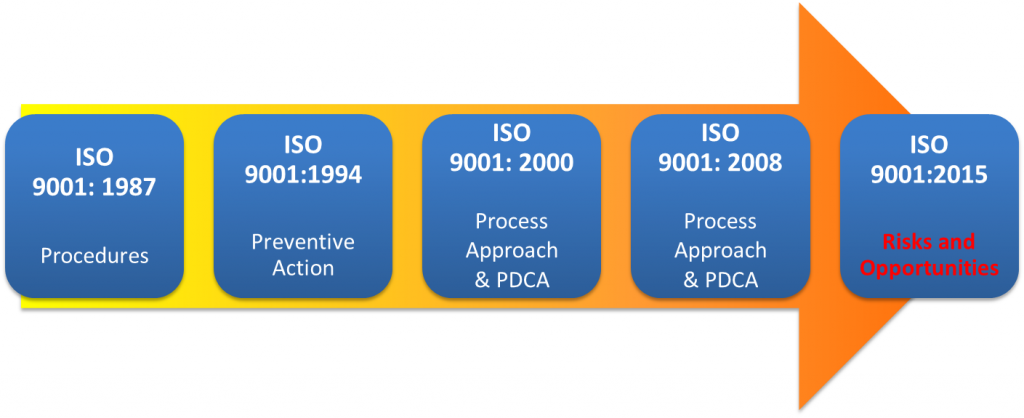 ISO
9001: 1987
Procedures
ISO
9001:1994
Preventive
Action
ISO
9001: 2000
Process
Approach
& PDCA
ISO
9001: 2008
Process
Approach
& PDCA
ISO
9001:2015
Risks and
Opportunities